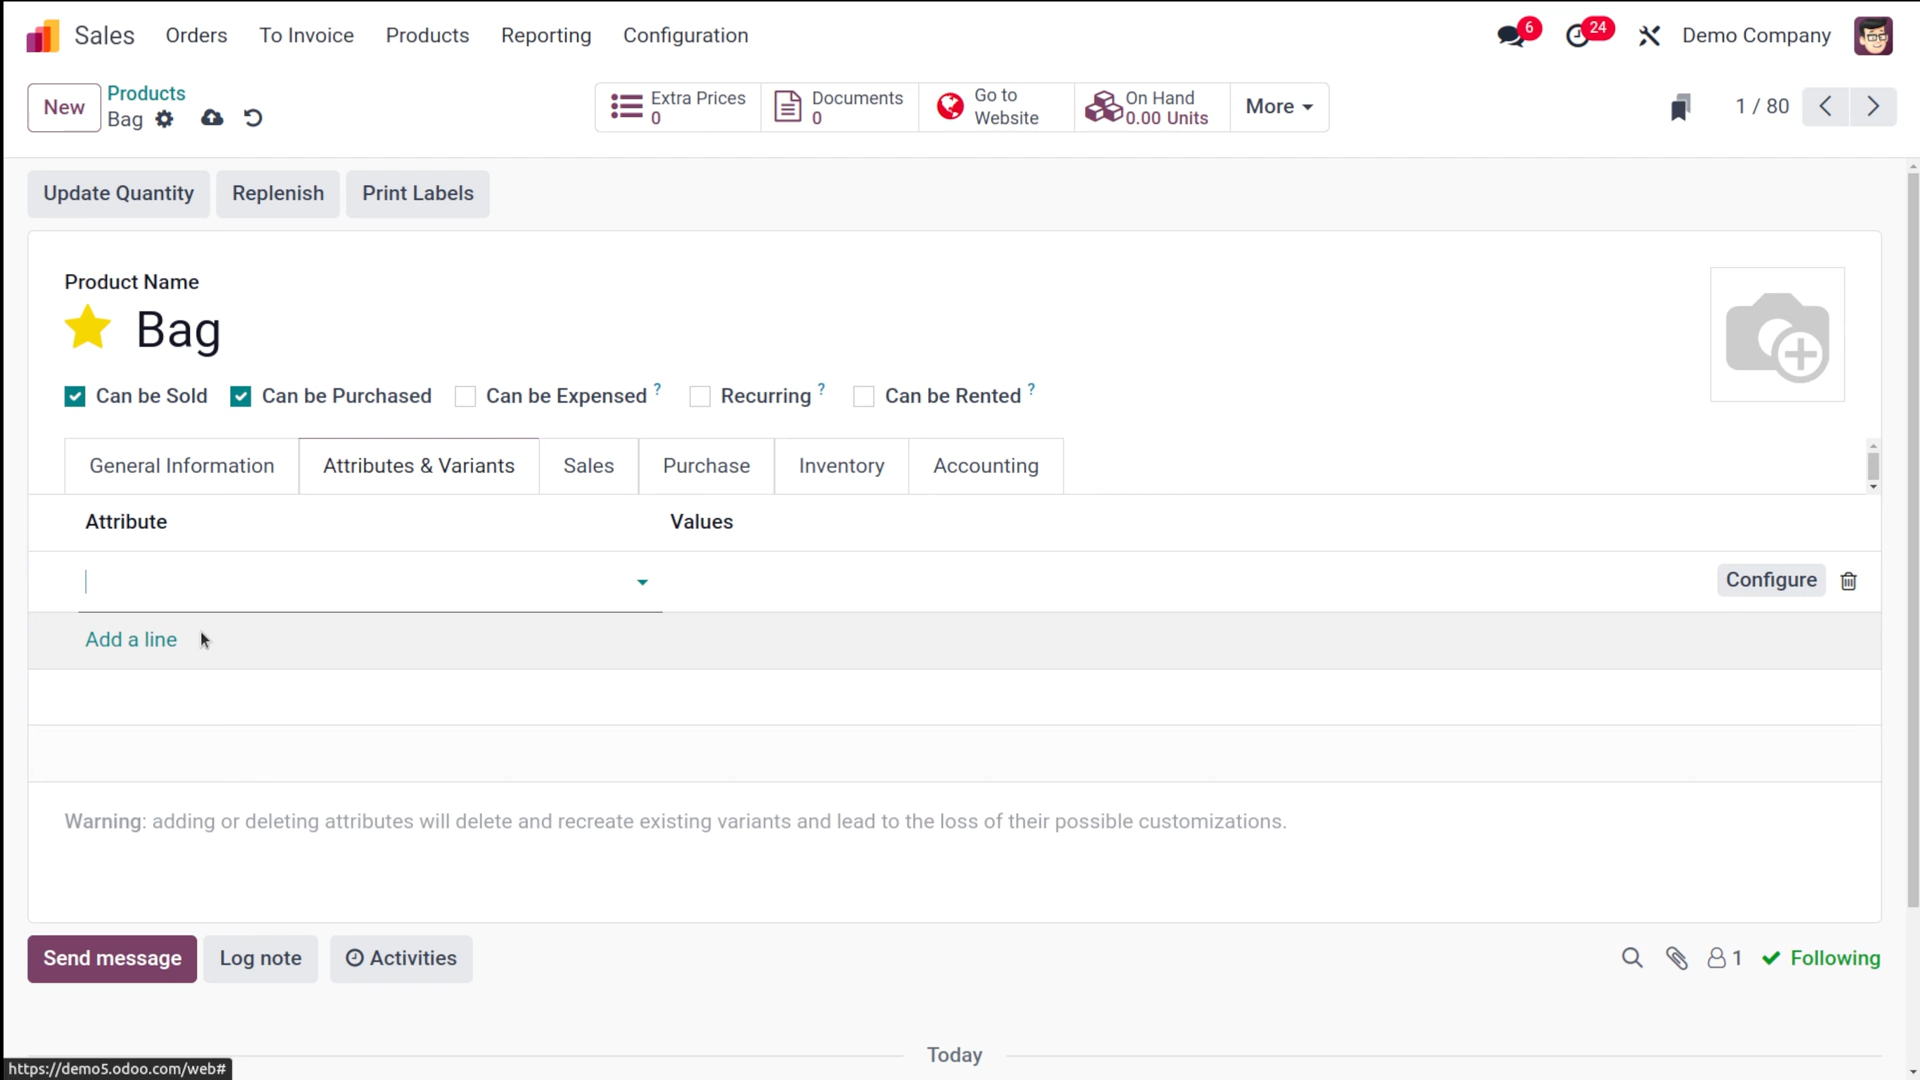 Sales Orders To Invoice Products Reporting Configuration 6 24 Demo Company
New Products Bag
Extra Prices 0
Documents 0
Go to Website
On Hand 0.00 Units
More
1 / 80
Update Quantity Replenish Print Labels
Product Name
Bag
Can be Sold Can be Purchased Can be Expensed ? Recurring ? Can be Rented ?
General Information Attributes & Variants Sales Purchase Inventory Accounting
Attribute Values
Configure
Add a line
Warning: adding or deleting attributes will delete and recreate existing variants and lead to the loss of their possible customizations.
Send message Log note Activities 1 Following
Today
https://demo5.odoo.com/web#